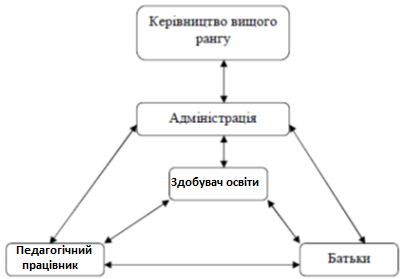 Керівництво вищого
рангу
Адміністрація
Здобувач освіти
Педагогічний
працівник
Батьки